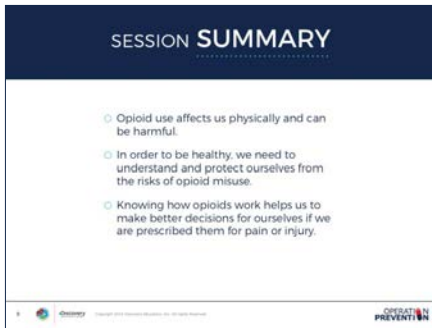 SESSION SUMMARY
Opioid use affects us physically and can
be harmful.
In order to be healthy, we need to
understand and protect ourselves from
the risks of opioid misuse.
Knowing how opioids work helps us to
make better decisions for ourselves if we
are prescribed them for pain or injury.
Discovery
OPERATION
PREVENTION